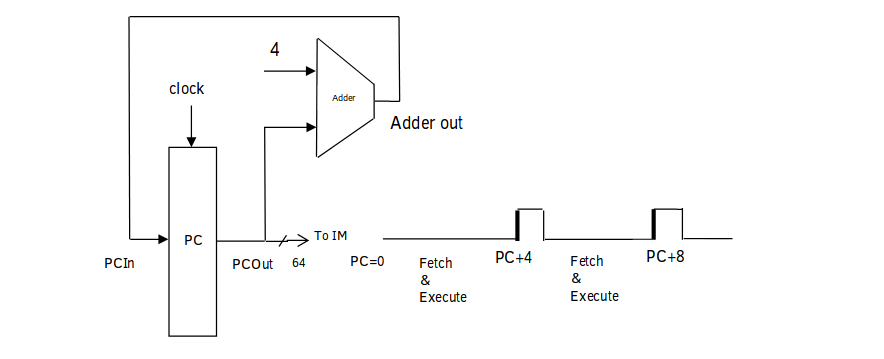 4
clock
Adder
Adder out
PC
To IM
PCIn
PCOut
64
PC=0
Fetch
&
Execute
PC+4
Fetch
&
Execute
PC+8